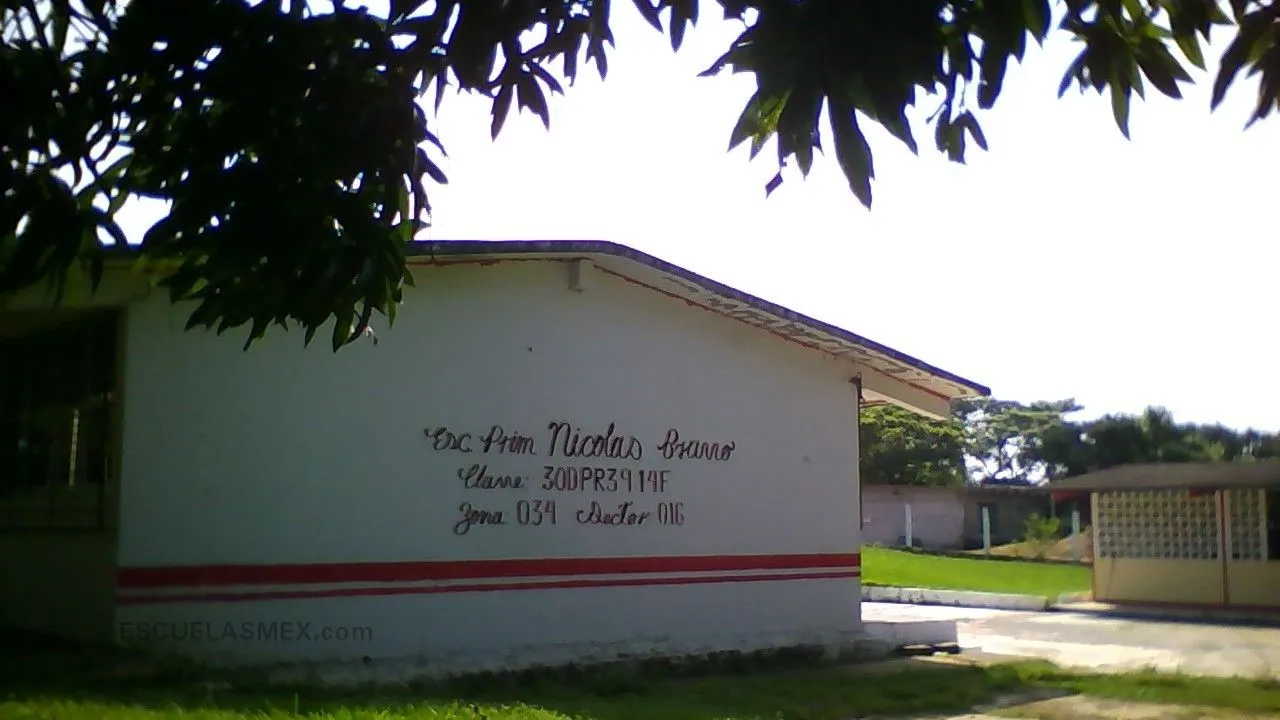 Esc Prim Nicolas Bravo
Clave: 30DPR3914F
Zona 034 Sector 016
ESCUELASMEX.com